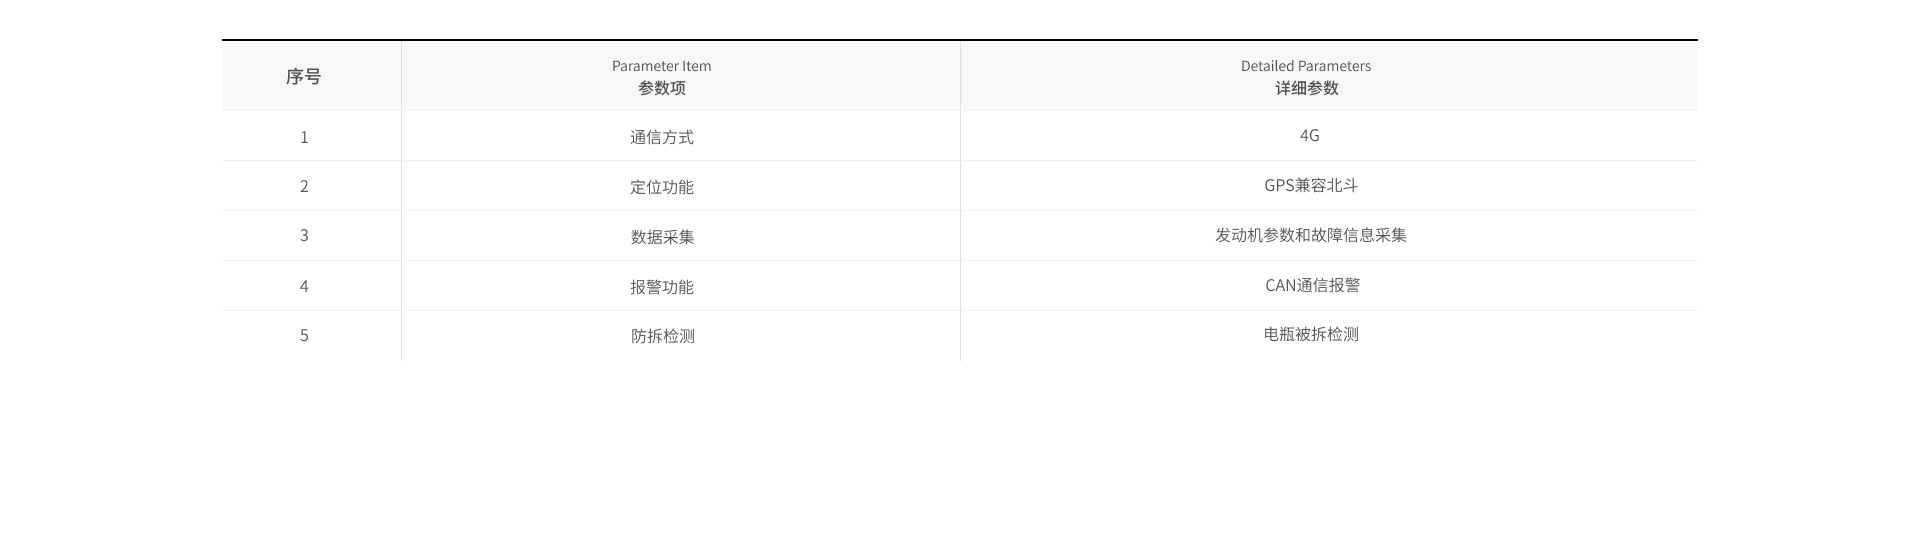 序号
Parameter Item
参数项
Detailed Parameters
详细参数
1 通信方式 4G
2 定位功能 GPS兼容北斗
3 数据采集 发动机参数和故障信息采集
4 报警功能 CAN通信报警
5 防拆检测 电瓶被拆检测